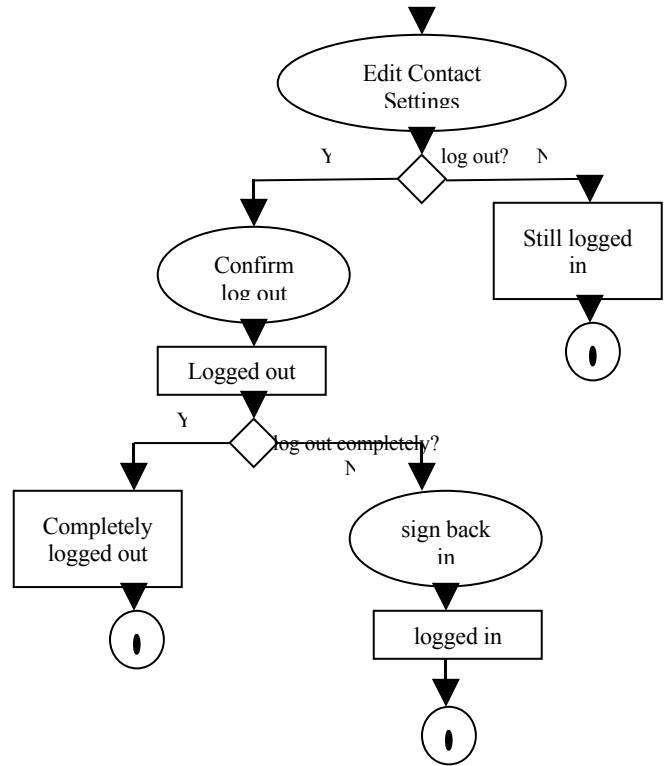 Edit Contact
Settings
Y
log out?
N
Still logged
in
Confirm
log out
Logged out
Y
log out completely?
N
Completely
logged out
sign back
in
logged in